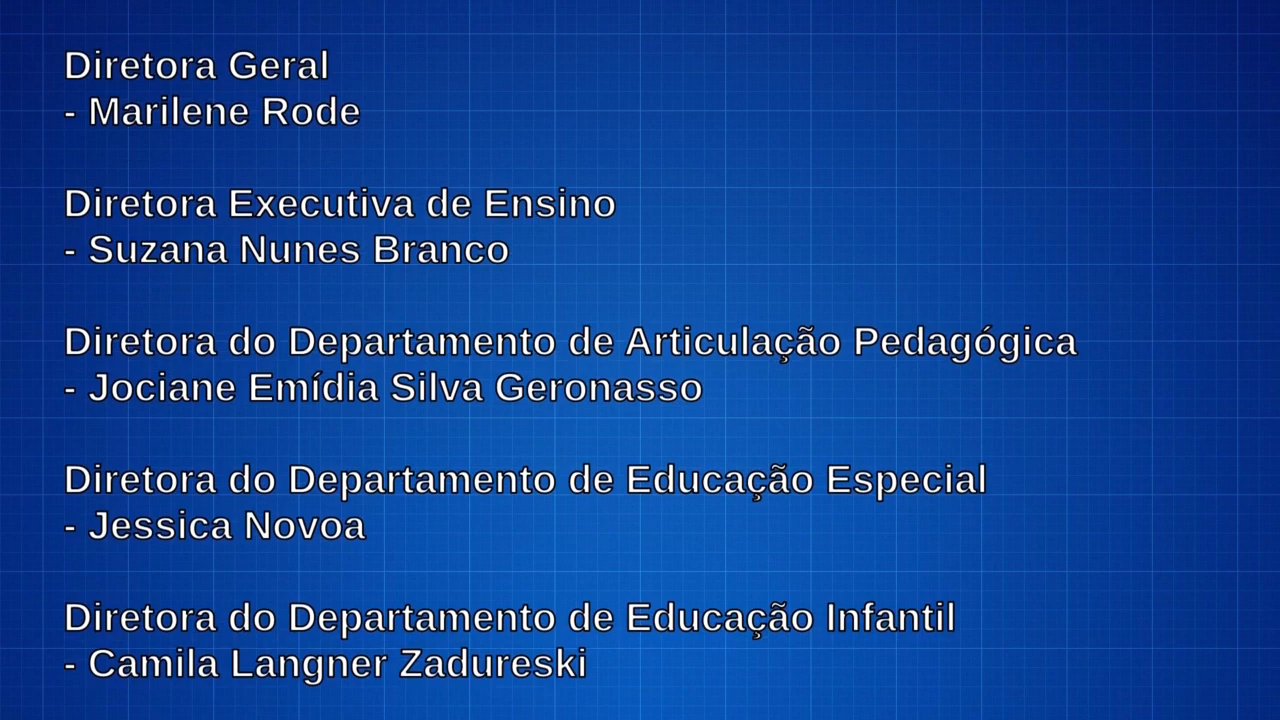 Diretora Geral
- Marilene Rode
Diretora Executiva de Ensino
- Suzana Nunes Branco
Diretora do Departamento de Articulação Pedagógica
- Jociane Emídia Silva Geronasso
Diretora do Departamento de Educação Especial
- Jessica Novoa
Diretora do Departamento de Educação Infantil
- Camila Langner Zadureski